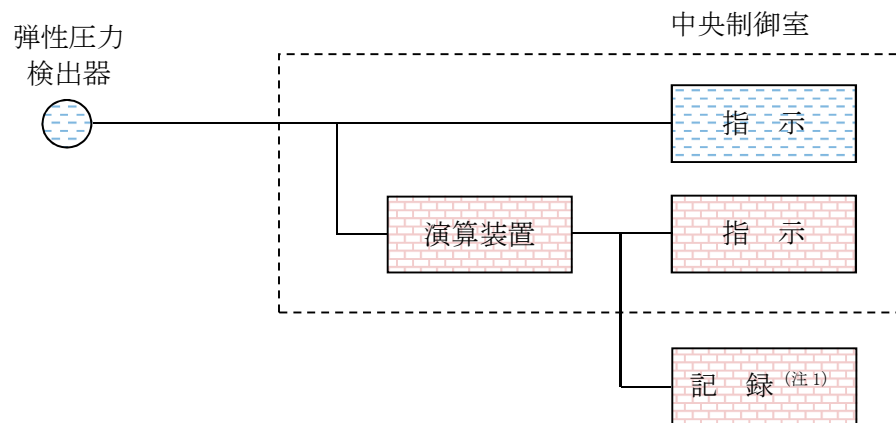 中央制御室
弾性圧力
検出器
指 示
演算装置
指 示
記 録 (注1)